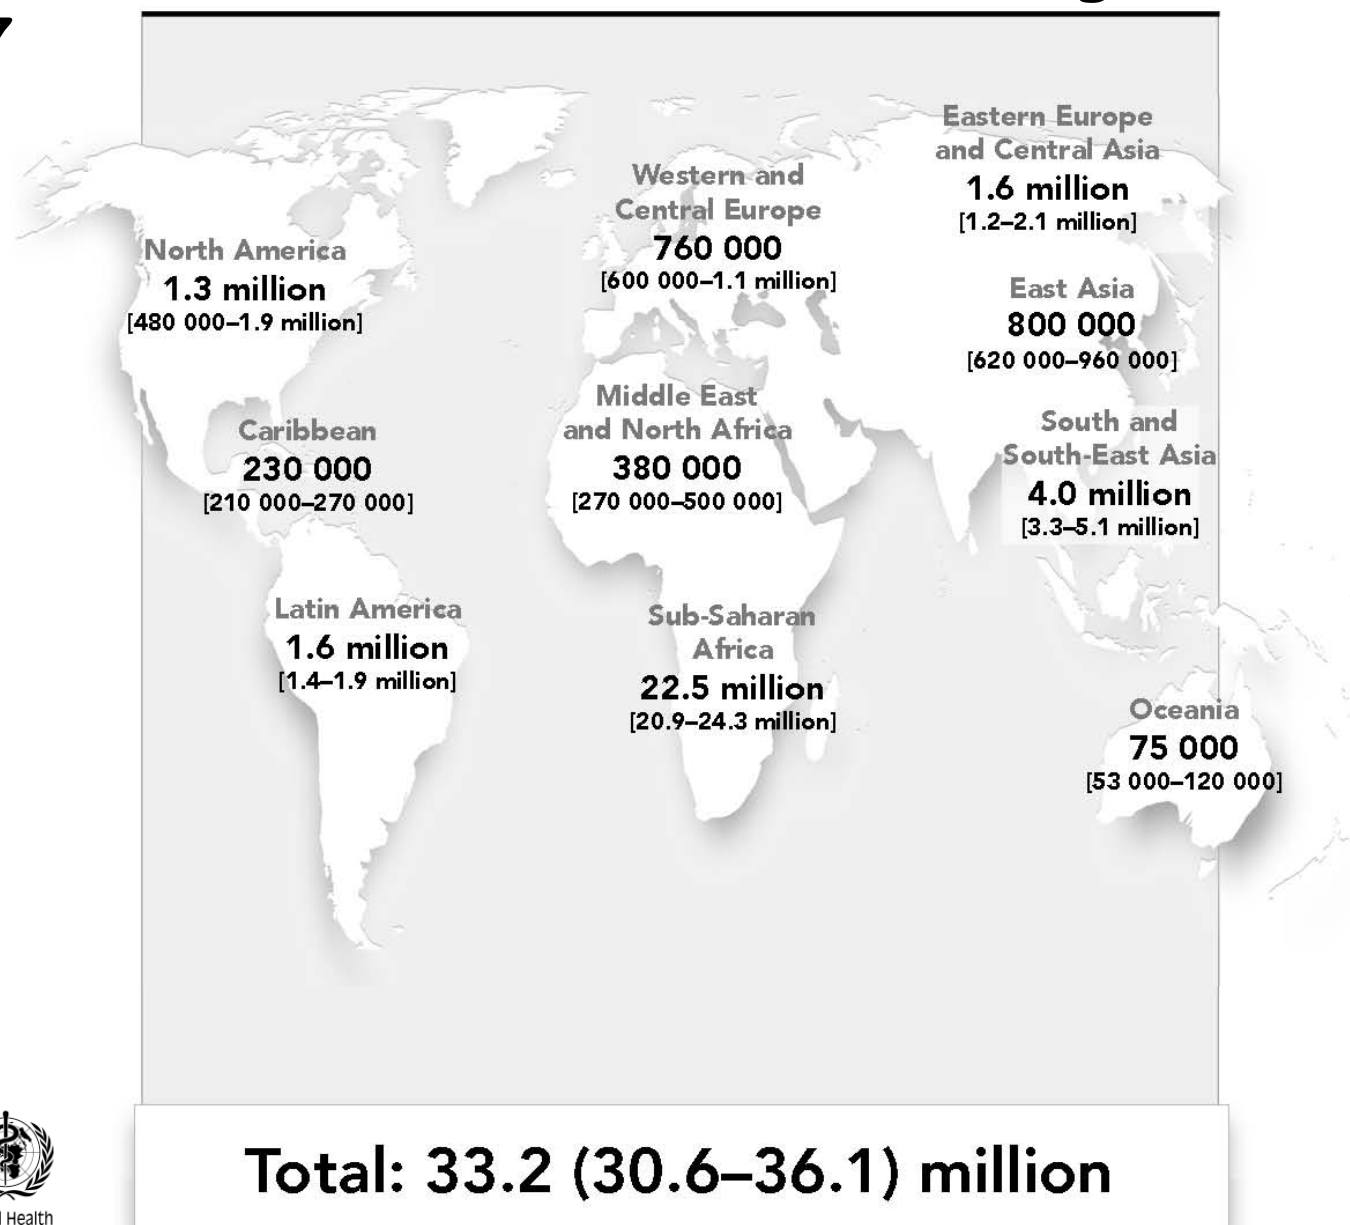 Eastern Europe
and Central Asia
1.6 million
[1.2–2.1 million]
Western and
Central Europe
760 000
[600 000–1.1 million]
North America
1.3 million
[480 000–1.9 million]
East Asia
800 000
[620 000–960 000]
Middle East
and North Africa
380 000
[270 000–500 000]
Caribbean
230 000
[210 000–270 000]
South and
South-East Asia
4.0 million
[3.3–5.1 million]
Latin America
1.6 million
[1.4–1.9 million]
Sub-Saharan
Africa
22.5 million
[20.9–24.3 million]
Oceania
75 000
[53 000–120 000]
Total: 33.2 (30.6–36.1) million
Health